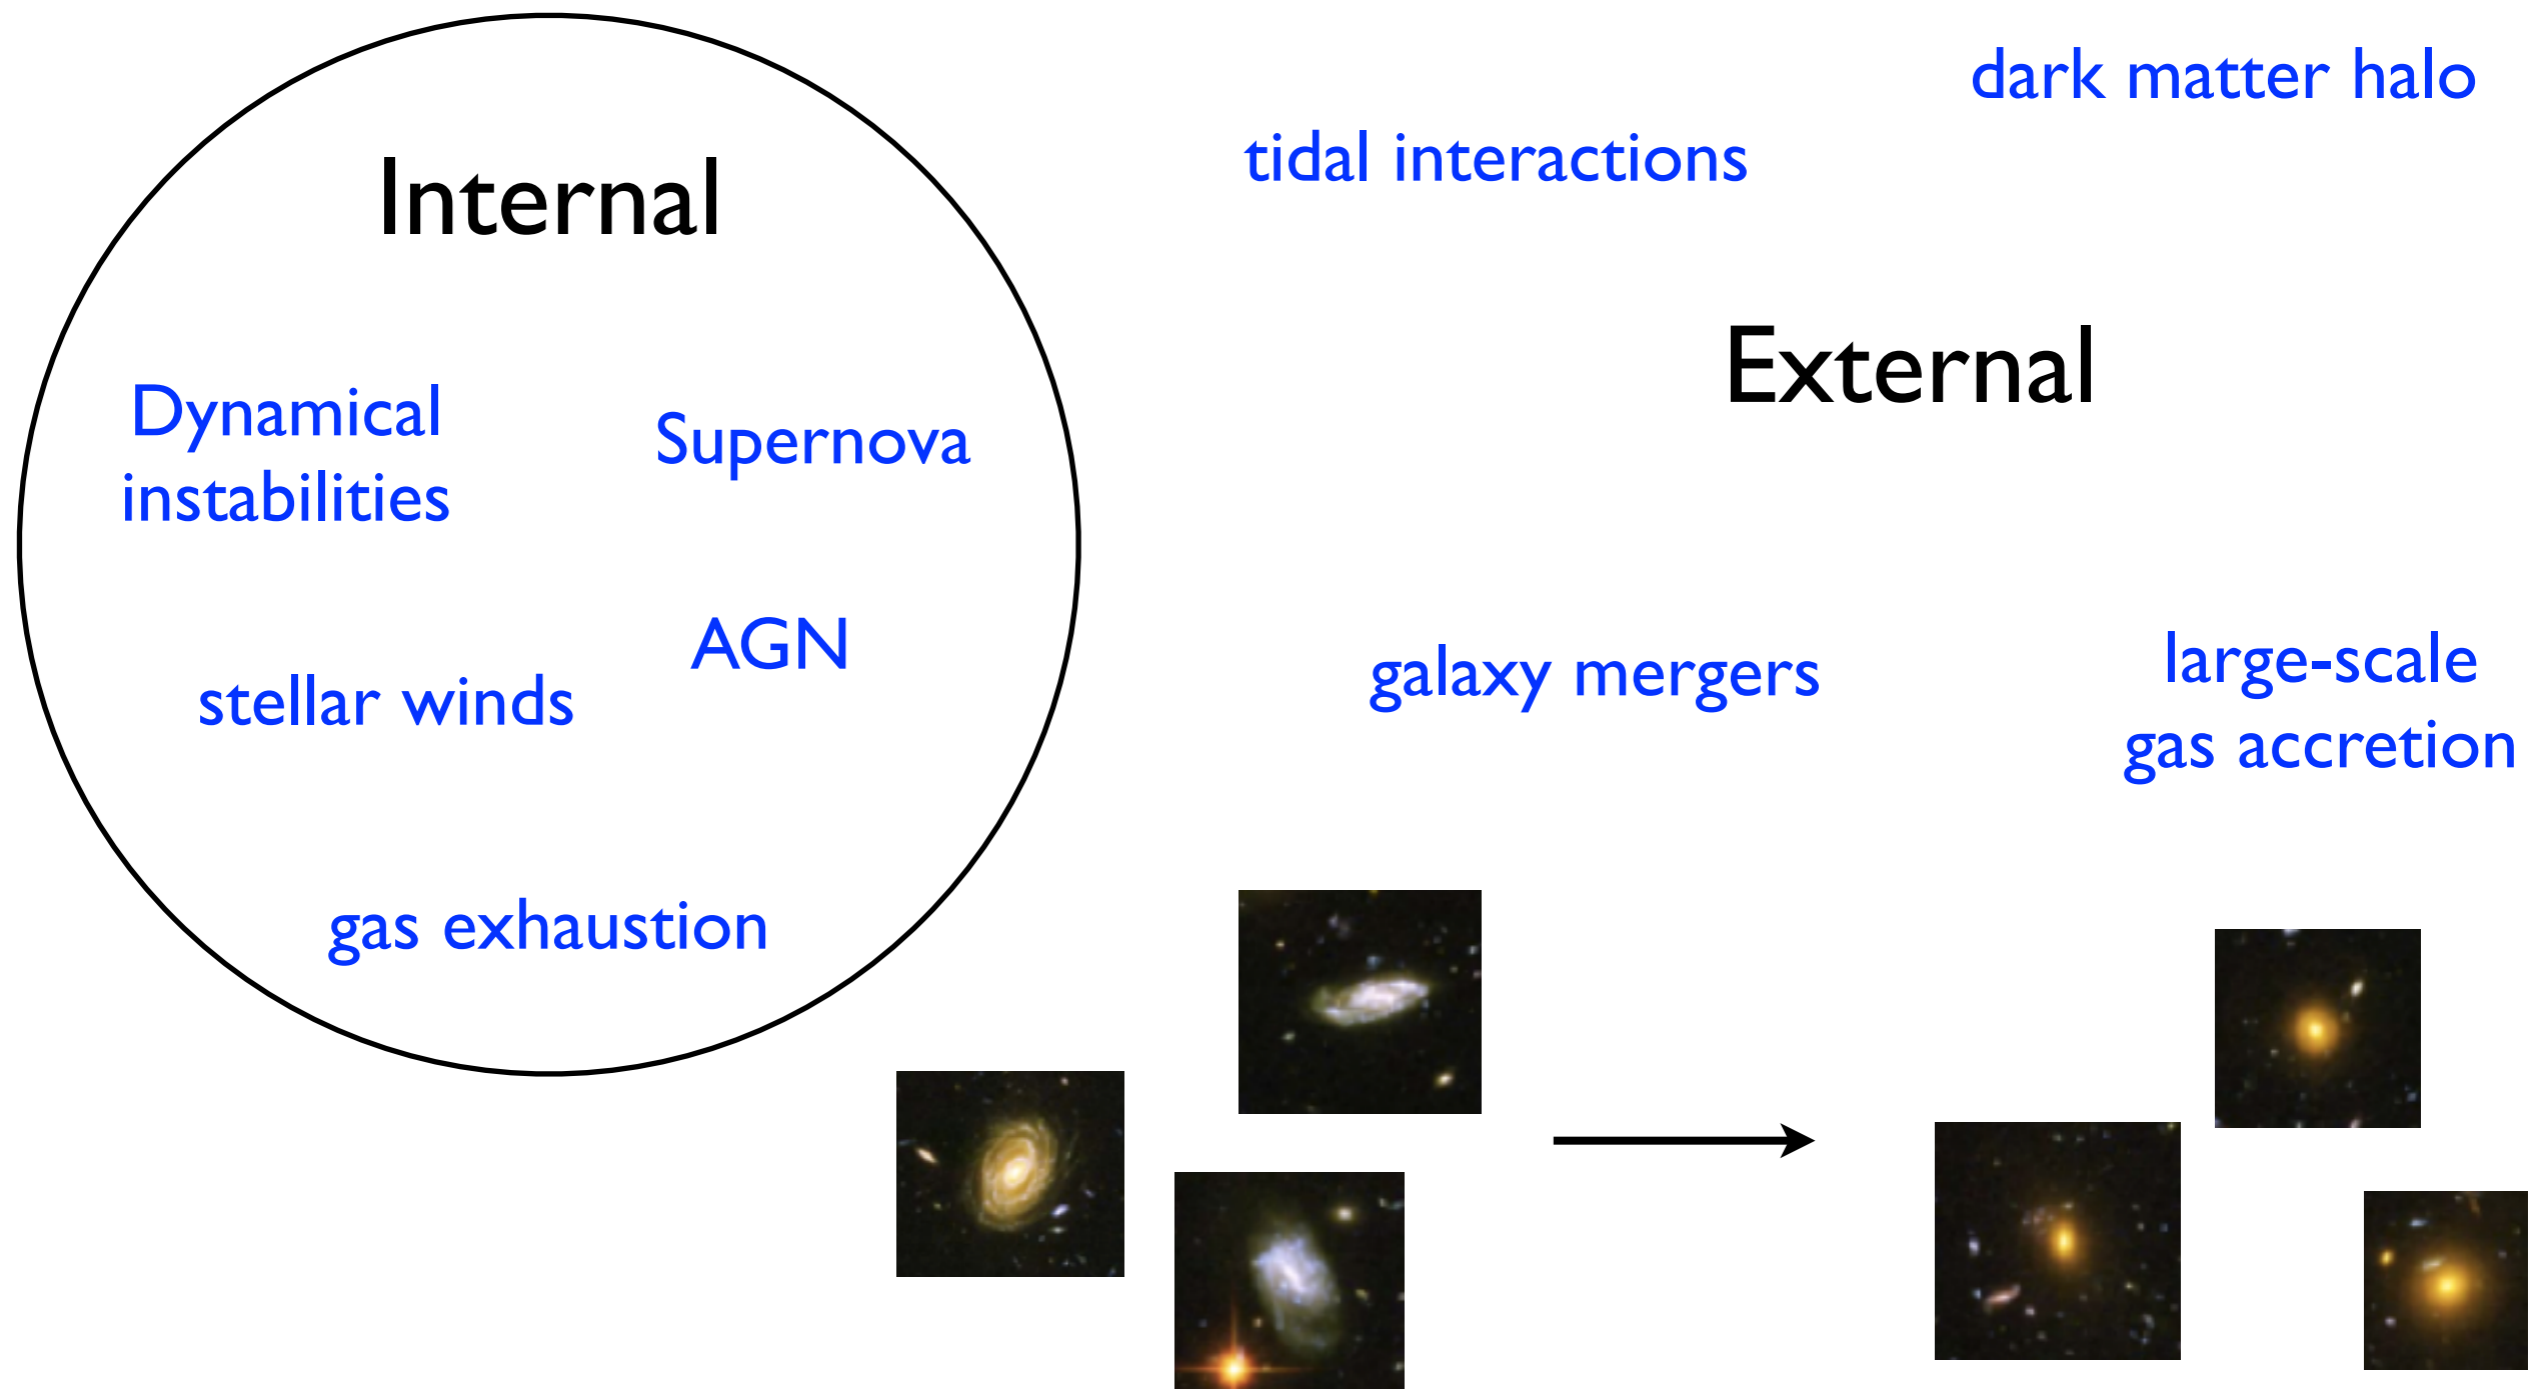 Internal
Dynamical
instabilities
Supernova
AGN
stellar winds
gas exhaustion
dark matter halo
tidal interactions
External
galaxy mergers
large-scale
gas accretion